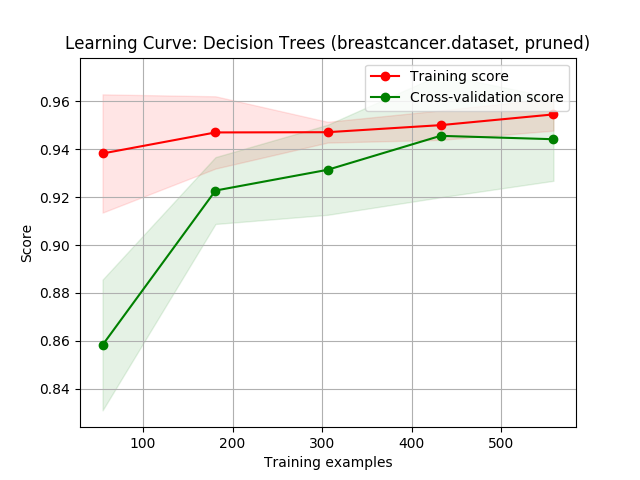 Learning Curve: Decision Trees (breastcancer.dataset, pruned)
Training score
Cross-validation score
0.96
0.94
0.92
0.90
0.88
0.86
0.84
Score
100 200 300 400 500
Training examples